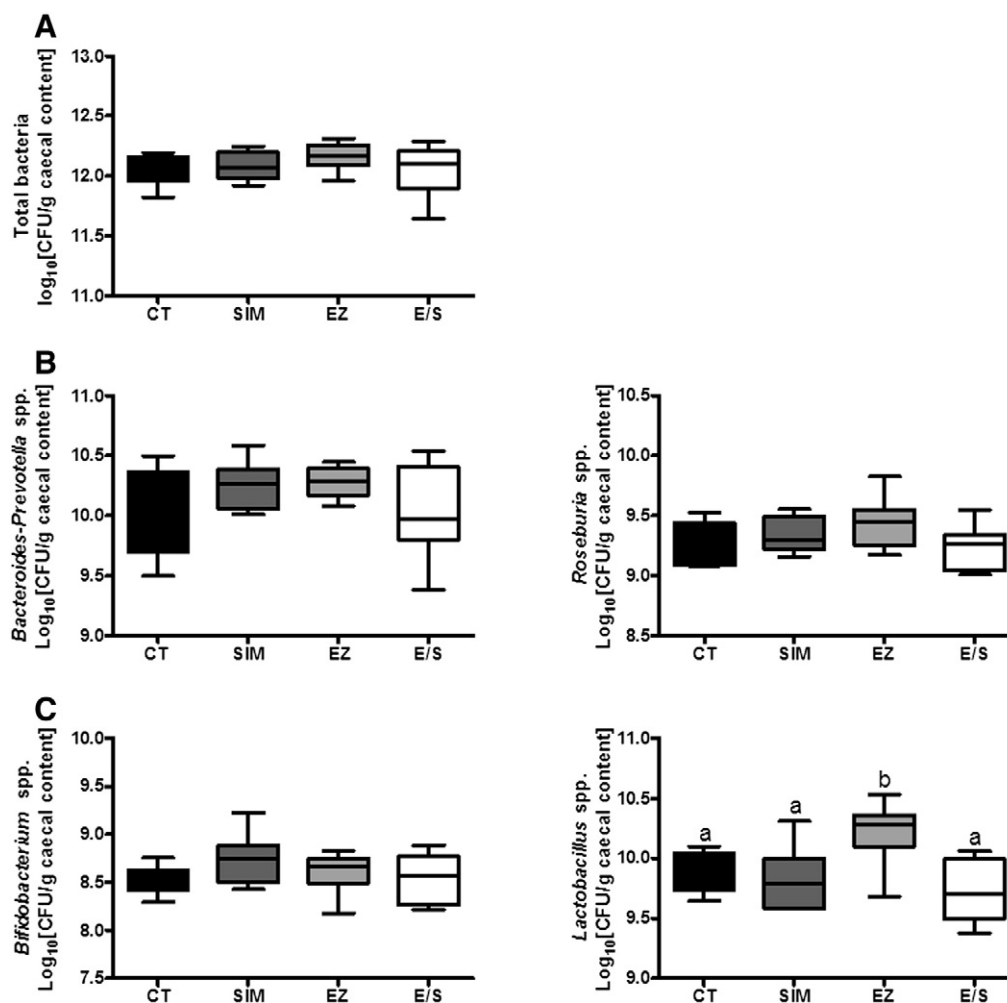 A
Total bacteria
log10[CFU/g caecal content]
13.0
12.5
12.0
11.5
11.0
CT SIM EZ E/S
B
Bacteroides-Prevotella spp.
Log10[CFU/g caecal content]
11.0
10.5
10.0
9.5
9.0
CT SIM EZ E/S
Roseburia spp.
Log10[CFU/g caecal content]
10.5
10.0
9.5
9.0
8.5
CT SIM EZ E/S
C
Bifidobacterium spp.
Log10[CFU/g caecal content]
10.0
9.5
9.0
8.5
8.0
7.5
CT SIM EZ E/S
Lactobacillus spp.
Log10[CFU/g caecal content]
11.0
10.5
10.0
9.5
9.0
a a b a
CT SIM EZ E/S